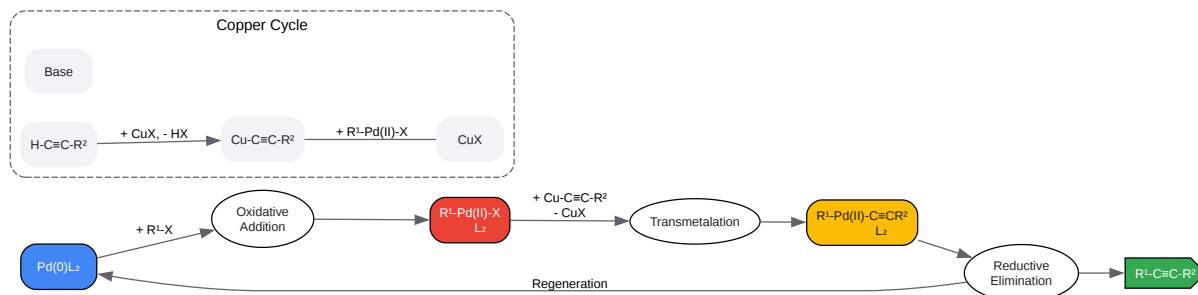 Copper Cycle
Base
H-C≡C-R²
+ CuX, - HX
Cu-C≡C-R²
+ R¹-Pd(II)-X
CuX
Pd(0)L₂
+ R¹-X
Oxidative
Addition
R¹-Pd(II)-X
L₂
+ Cu-C≡C-R²
- CuX
Transmetalation
R¹-Pd(II)-C≡CR²
L₂
Reductive
Elimination
R¹-C≡C-R²
Regeneration